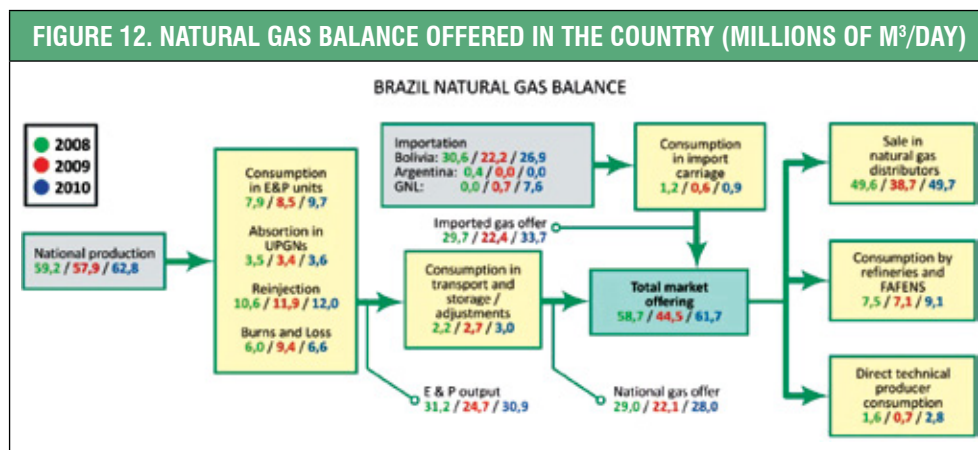 FIGURE 12. NATURAL GAS BALANCE OFFERED IN THE COUNTRY (MILLIONS OF M³/DAY)
BRAZIL NATURAL GAS BALANCE
2008
2009
2010
National production
59,2 / 57,9 / 62,8
Consumption
in E&P units
7,9 / 8,5 / 9,7
Absortion in
UPGNs
3,5 / 3,4 / 3,6
Reinjection
10,6 / 11,9 / 12,0
Burns and Loss
6,0 / 9,4 / 6,6
E & P output
31,2 / 24,7 / 30,9
Importation
Bolivia: 30,6 / 22,2 / 26,9
Argentina: 0,4 / 0,0 / 0,0
GNL: 0,0 / 0,7 / 7,6
Consumption
in import
carriage
1,2 / 0,6 / 0,9
Imported gas offer
29,7 / 22,4 / 33,7
Consumption in
transport and
storage /
adjustments
2,2 / 2,7 / 3,0
National gas offer
29,0 / 22,1 / 28,0
Total market
offering
58,7 / 44,5 / 61,7
Sale in
natural gas
distributors
49,6 / 38,7 / 49,7
Consumption by
refineries and
FAFENS
7,5 / 7,1 / 9,1
Direct technical
producer
consumption
1,6 / 0,7 / 2,8